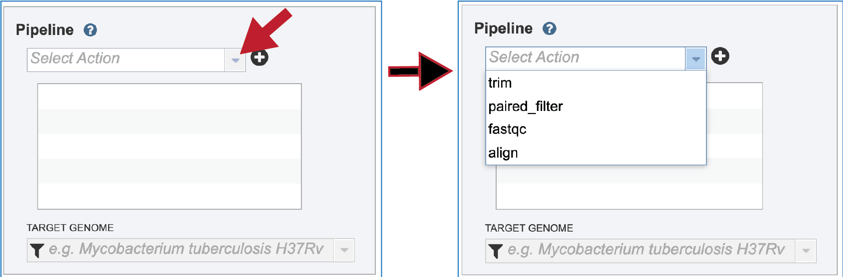 Pipeline ?
Select Action
TARGET GENOME
e.g. Mycobacterium tuberculosis H37Rv
Pipeline ?
Select Action
trim
paired_filter
fastqc
align
TARGET GENOME
e.g. Mycobacterium tuberculosis H37Rv